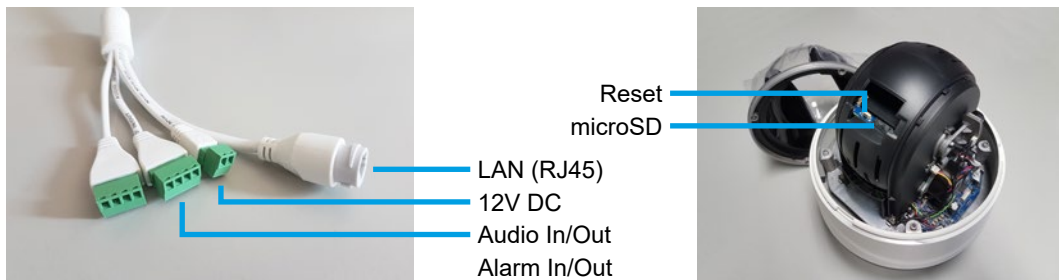 Reset
microSD
LAN (RJ45)
12V DC
Audio In/Out
Alarm In/Out